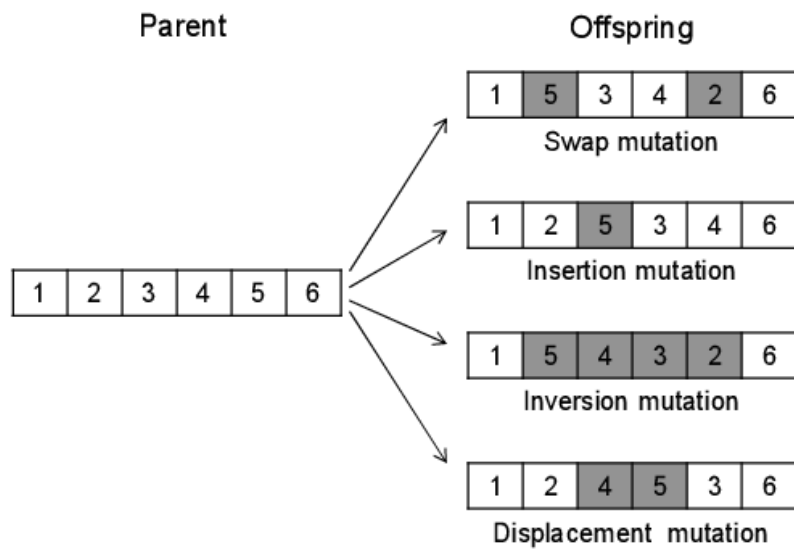 Parent
Offspring
1 5 3 4 2 6
Swap mutation
1 2 5 3 4 6
Insertion mutation
1 2 3 4 5 6
1 5 4 3 2 6
Inversion mutation
1 2 4 5 3 6
Displacement mutation